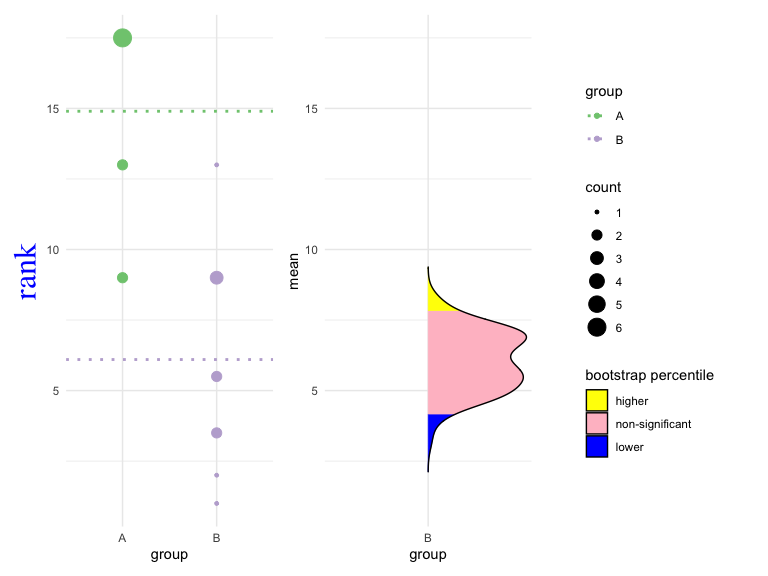 15
10
5
rank
A
B
group
15
10
5
mean
B
group
group
A
B
count
1
2
3
4
5
6
bootstrap percentile
higher
non-significant
lower